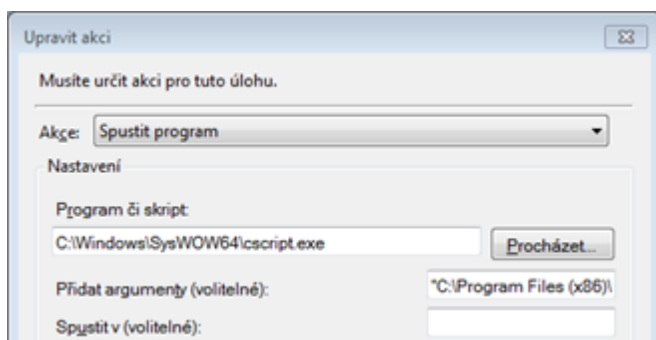 Upravit akci
Musíte určit akci pro tuto úlohu.
Akce: Spustit program
Nastavení
Program či skript:
C:\Windows\SysWOW64\cscript.exe Procházet...
Přidat argumenty (volitelné): "C:\Program Files (x86)\
Spustit v (volitelné):